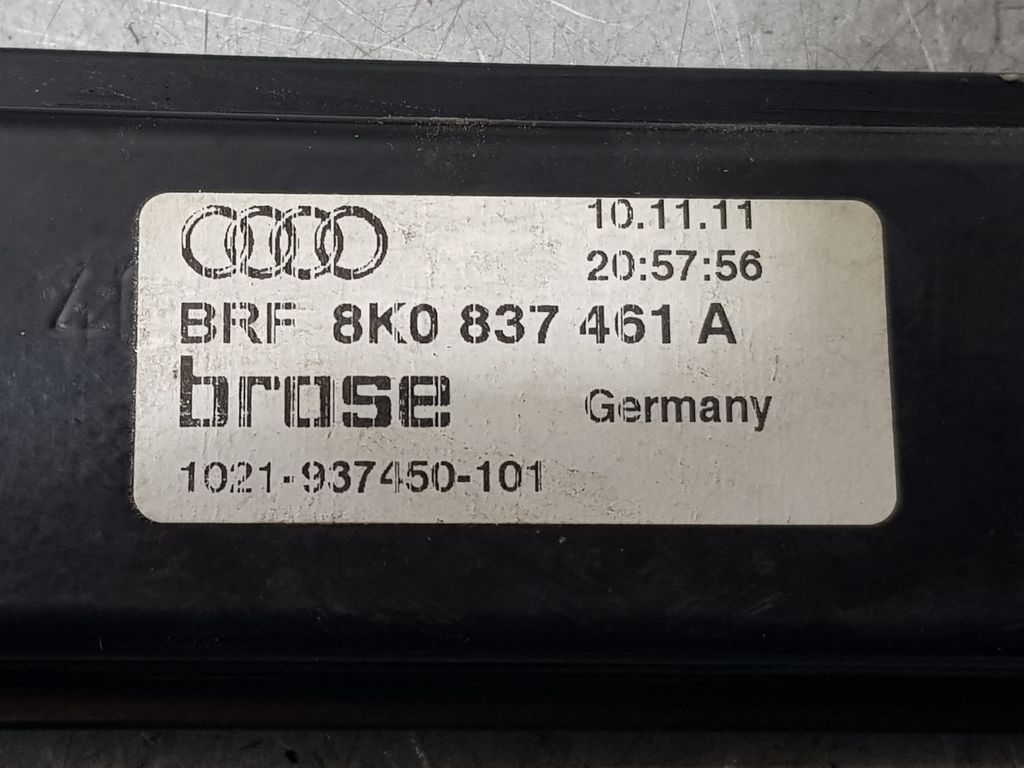 10.11.11
20:57:56
BRF 8K0 837 461 A
brose Germany
1021-937450-101